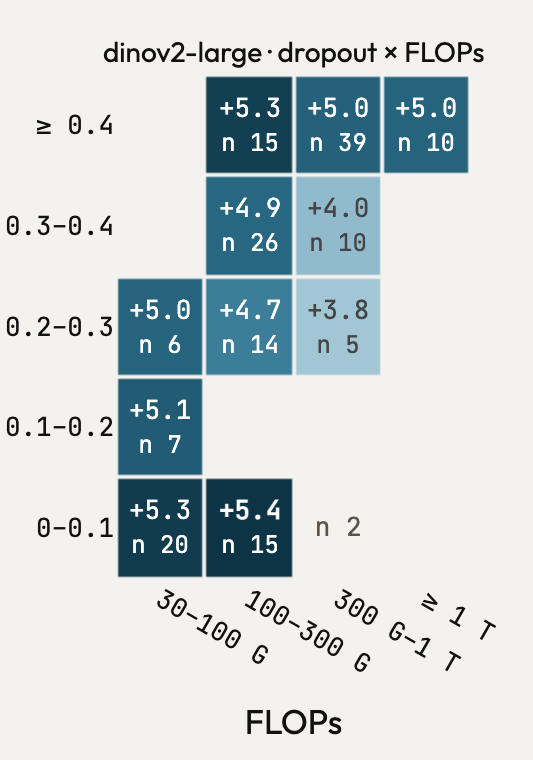 dinov2-large · dropout × FLOPs
≥ 0.4
+5.3
n 15
+5.0
n 39
+5.0
n 10
0.3–0.4
+4.9
n 26
+4.0
n 10
0.2–0.3
+5.0
n 6
+4.7
n 14
+3.8
n 5
0.1–0.2
+5.1
n 7
0–0.1
+5.3
n 20
+5.4
n 15
n 2
30–100 G
100–300 G
300 G–1 T
≥ 1 T
FLOPs